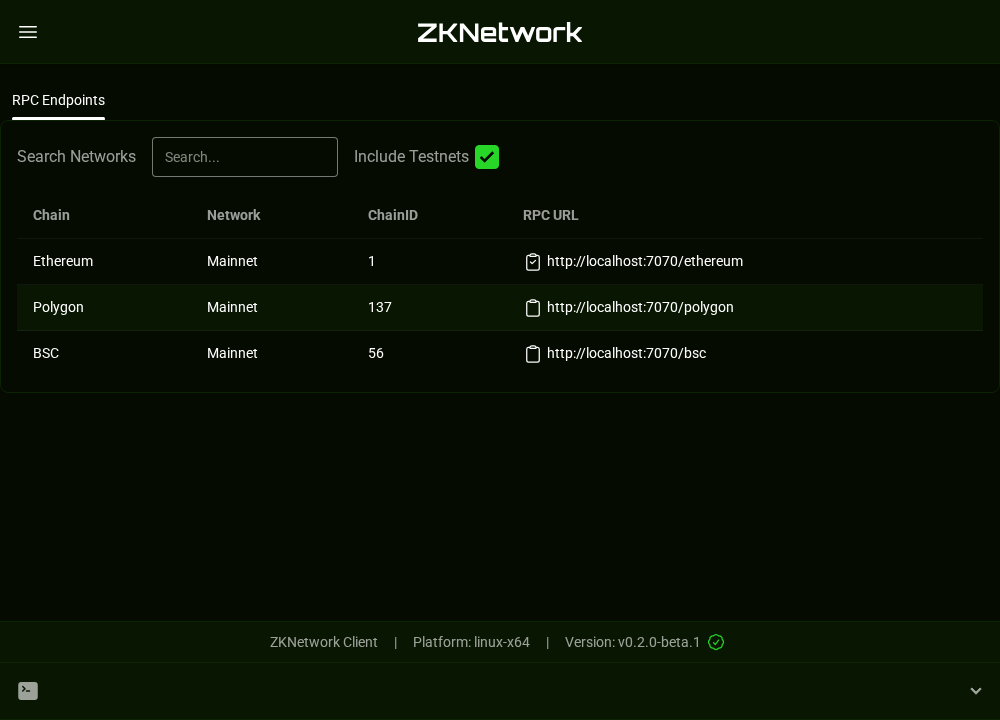 ZKNetwork
RPC Endpoints
Search Networks Search... Include Testnets
Chain Network ChainID RPC URL
Ethereum Mainnet 1 http://localhost:7070/ethereum
Polygon Mainnet 137 http://localhost:7070/polygon
BSC Mainnet 56 http://localhost:7070/bsc
ZKNetwork Client | Platform: linux-x64 | Version: v0.2.0-beta.1